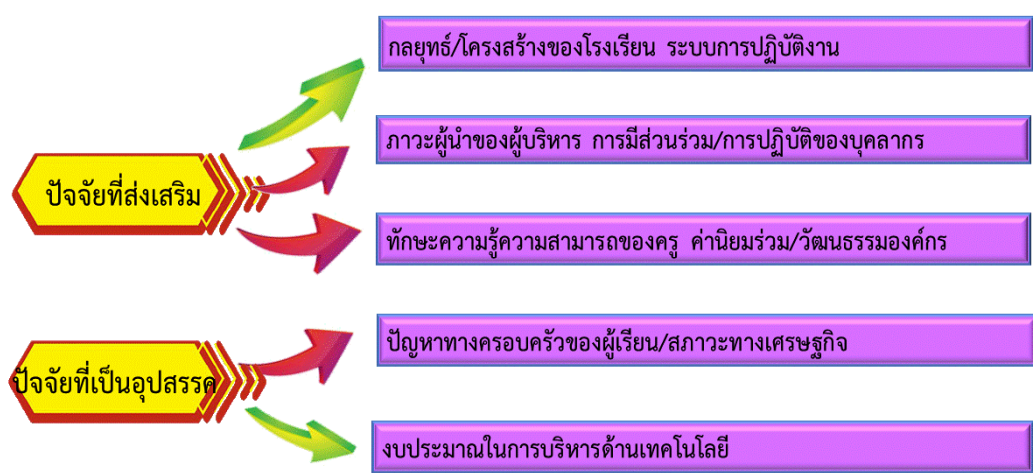 ปัจจัยที่ส่งเสริม
กลยุทธ์/โครงสร้างของโรงเรียน ระบบการปฏิบัติงาน
ภาวะผู้นำของผู้บริหาร การมีส่วนร่วม/การปฏิบัติของบุคลากร
ทักษะความรู้ความสามารถของครู ค่านิยมร่วม/วัฒนธรรมองค์กร
ปัจจัยที่เป็นอุปสรรค
ปัญหาทางครอบครัวของผู้เรียน/สภาวะทางเศรษฐกิจ
งบประมาณในการบริหารด้านเทคโนโลยี